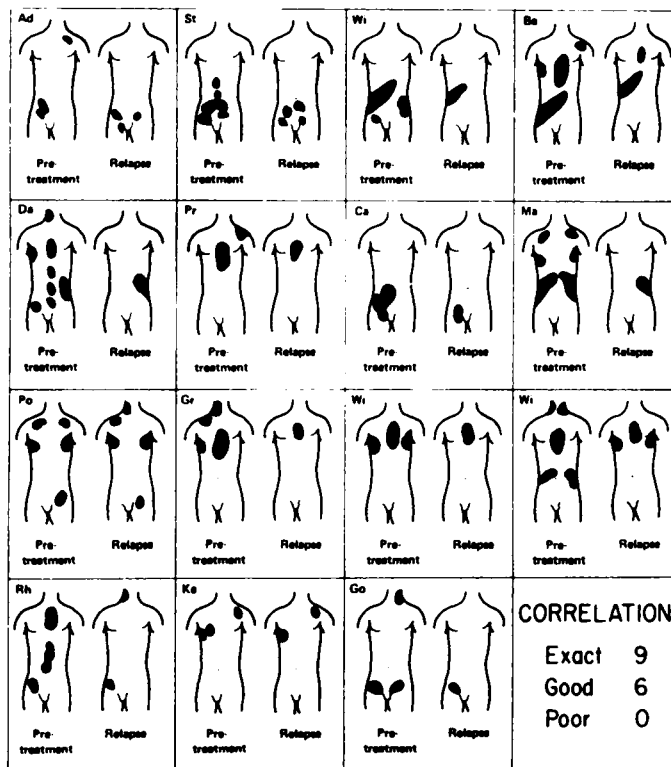 Ad
Pre-
treatment
Relapse
St
Pre-
treatment
Relapse
Wi
Pre-
treatment
Relapse
Be
Pre-
treatment
Relapse
Da
Pre-
treatment
Relapse
Pr
Pre-
treatment
Relapse
Ca
Pre-
treatment
Relapse
Ma
Pre-
treatment
Relapse
Po
Pre-
treatment
Relapse
Gr
Pre-
treatment
Relapse
Wi
Pre-
treatment
Relapse
Wi
Pre-
treatment
Relapse
Rh
Pre-
treatment
Relapse
Ke
Pre-
treatment
Relapse
Go
Pre-
treatment
Relapse
CORRELATION
Exact 9
Good 6
Poor 0